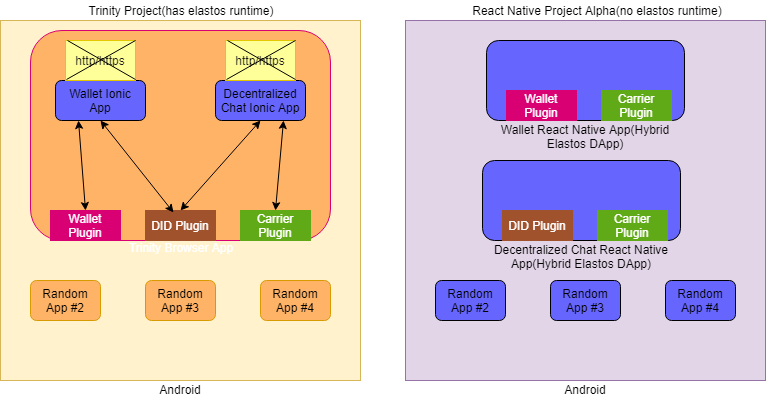 Trinity Project(has elastos runtime)
http/https
http/https
Wallet Ionic
App
Decentralized
Chat Ionic App
Wallet
Plugin
DID Plugin
Carrier
Plugin
Trinity Browser App
Random
App #2
Random
App #3
Random
App #4
Android
React Native Project Alpha(no elastos runtime)
Wallet
Plugin
Carrier
Plugin
Wallet React Native App(Hybrid
Elastos DApp)
DID Plugin
Carrier
Plugin
Decentralized Chat React Native
App(Hybrid Elastos DApp)
Random
App #2
Random
App #3
Random
App #4
Android